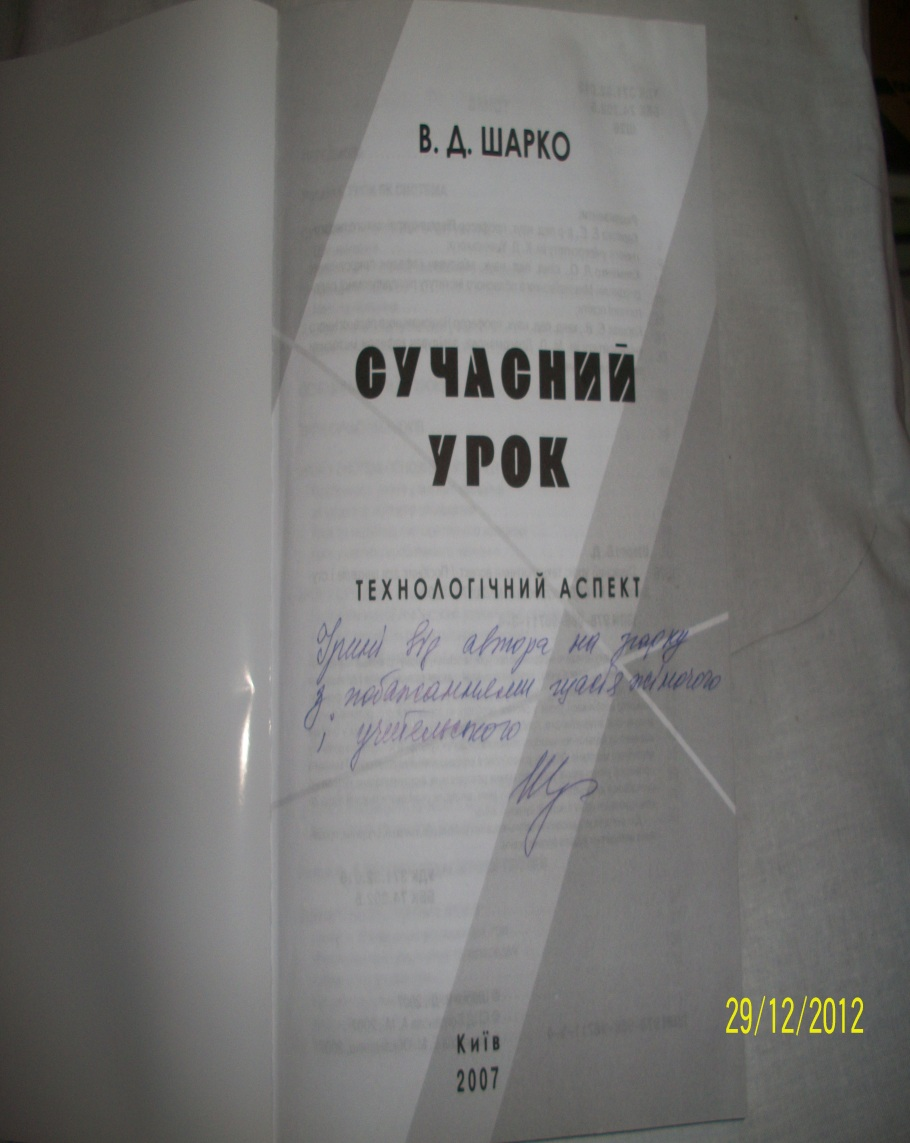 В. Д. ШАРКО
СУЧАСНИЙ
УРОК
ТЕХНОЛОГІЧНИЙ АСПЕКТ
Ірині від автора на згадку
з побажаннями щастя жіночого
і учительського
Київ
2007
29/12/2012